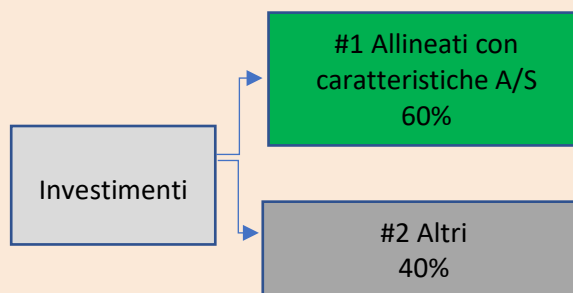 #1 Allineati con
caratteristiche A/S
60%
Investimenti
#2 Altri
40%